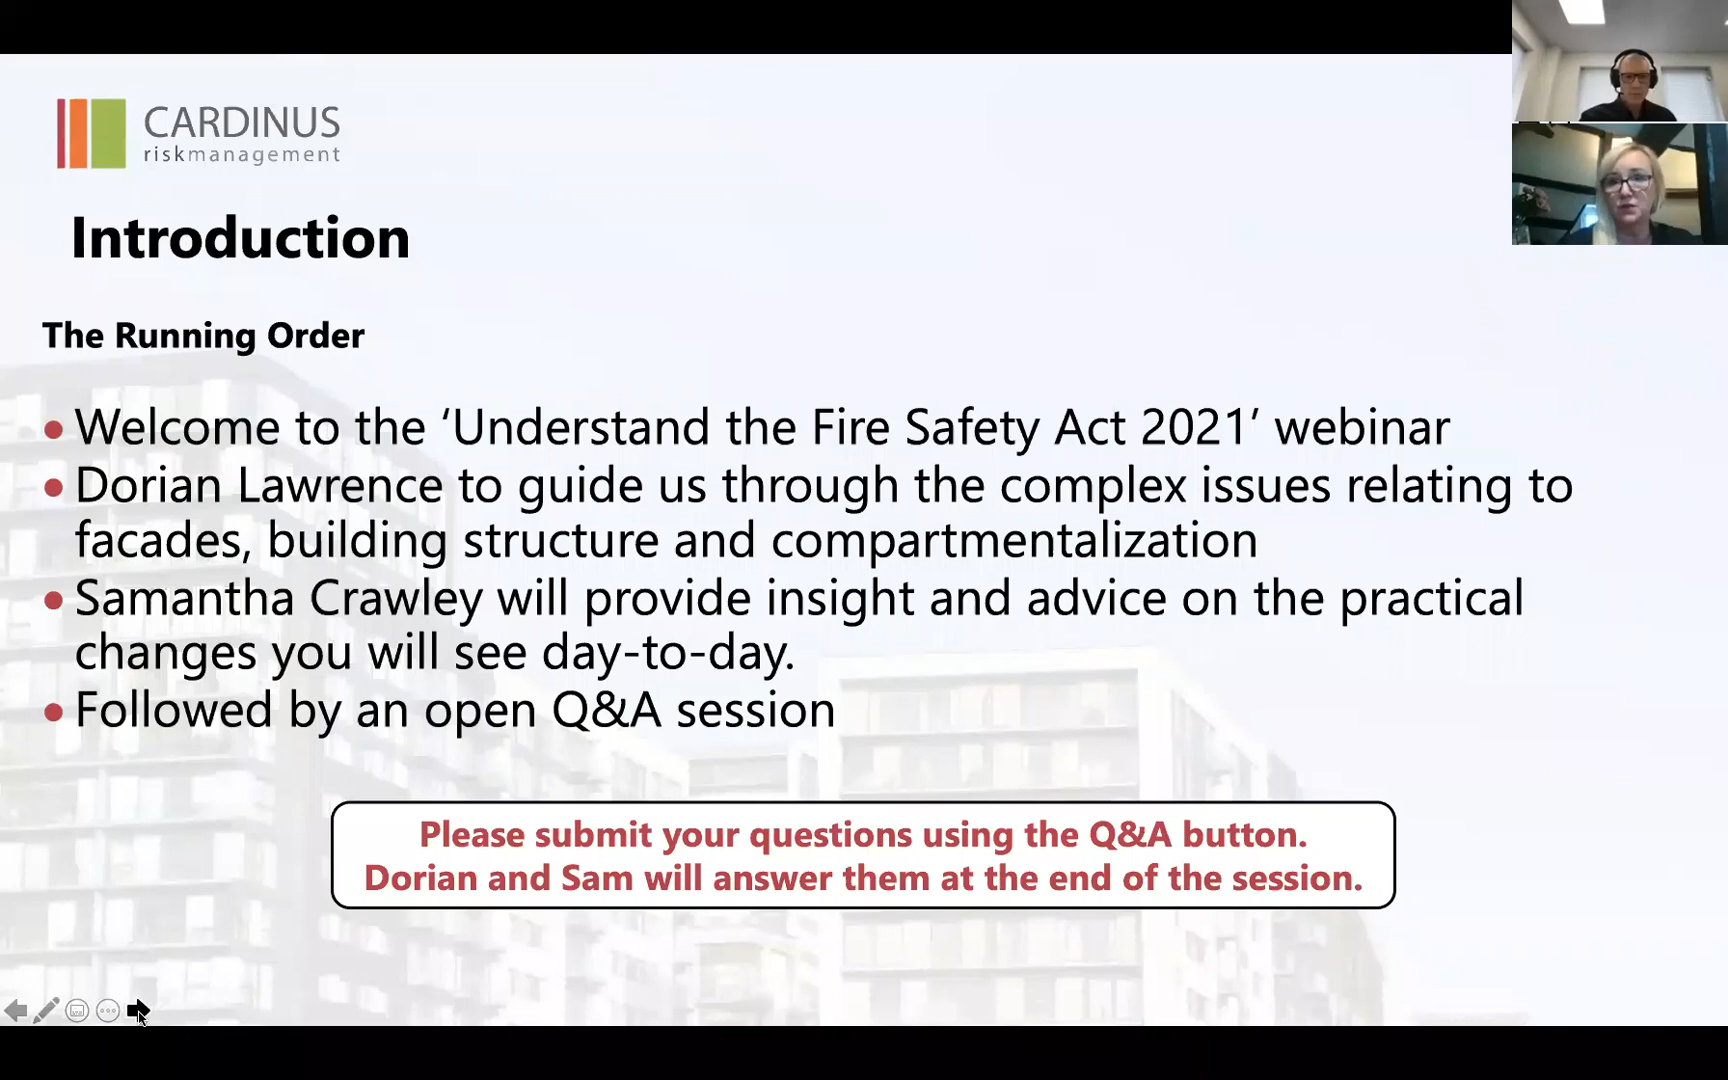 CARDINUS
riskmanagement
Introduction
The Running Order
Welcome to the ‘Understand the Fire Safety Act 2021’ webinar
Dorian Lawrence to guide us through the complex issues relating to
facades, building structure and compartmentalization
Samantha Crawley will provide insight and advice on the practical
changes you will see day-to-day.
Followed by an open Q&A session
Please submit your questions using the Q&A button.
Dorian and Sam will answer them at the end of the session.